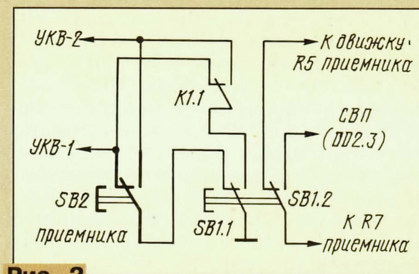 УКВ-2
К движку
R5 приемника
К1.1
СВП
(DD2.3)
УКВ-1
SB2
SB1.2
приемника
SB1.1
К R7
приемника
Рис. 2